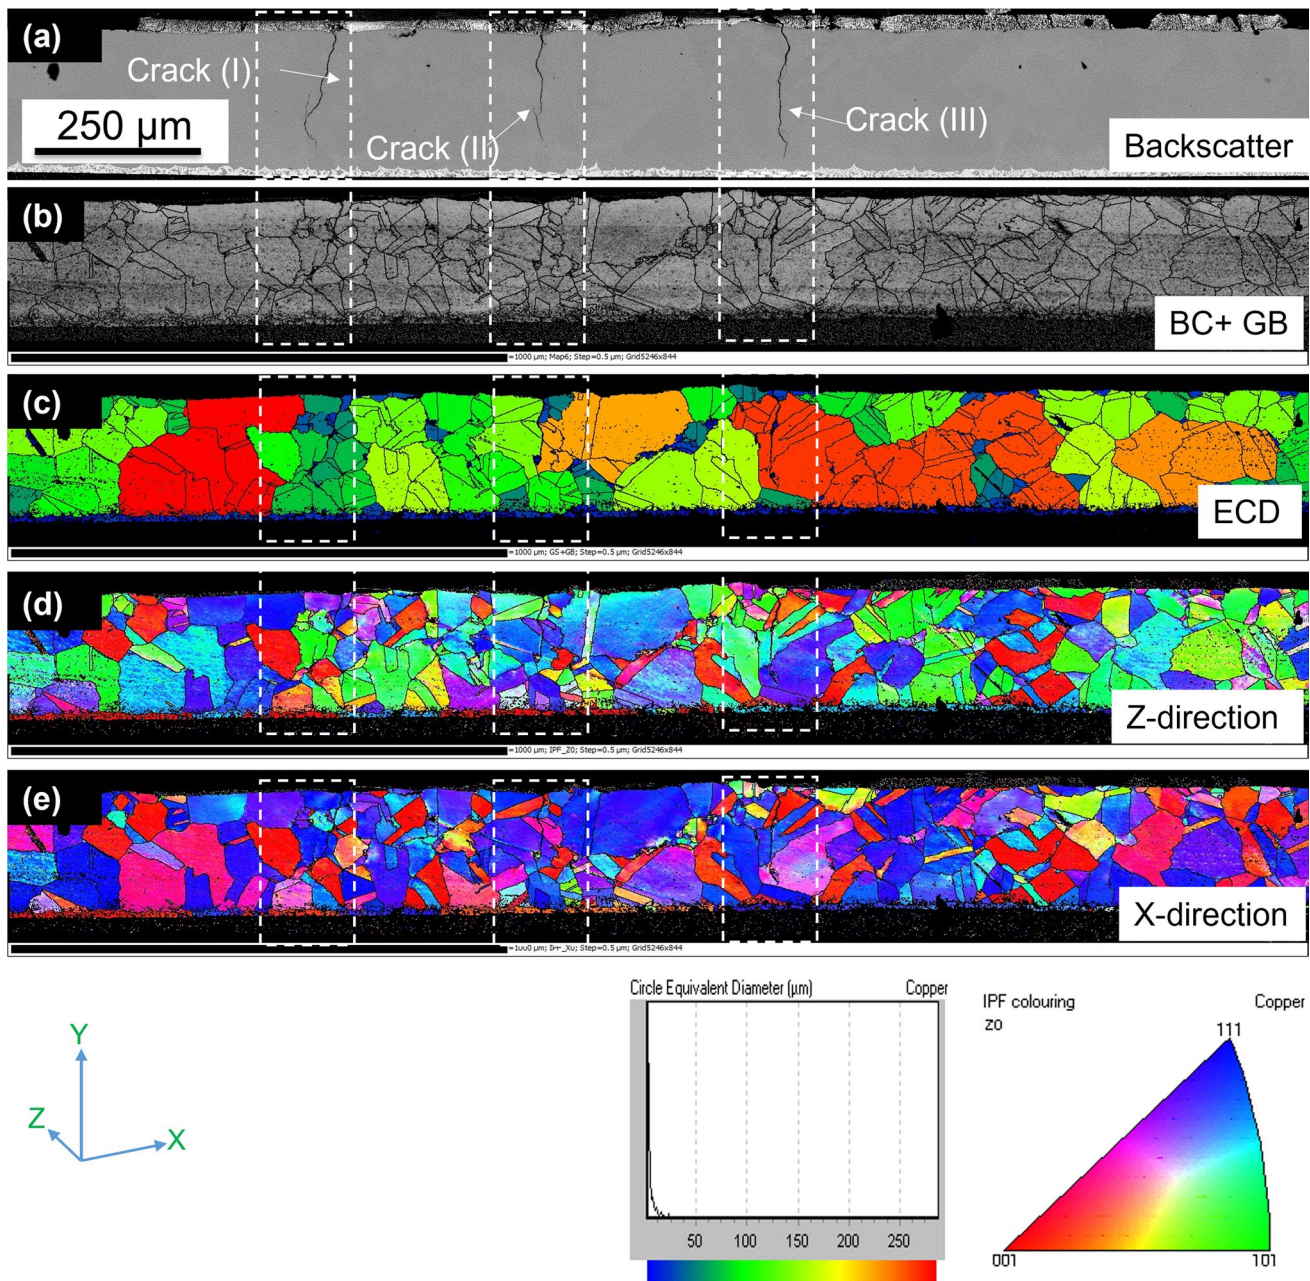 (a)
Crack (I)
Crack (II)
Crack (III)
250 µm
Backscatter
(b)
BC+ GB
=1000 µm; Map6; Step=0.5 µm; Grid5246x844
(c)
ECD
=1000 µm; GS+GB; Step=0.5 µm; Grid5246x844
(d)
Z-direction
=1000 µm; IPF_Z0; Step=0.5 µm; Grid5246x844
(e)
X-direction
=1000 µm; IPF_X0; Step=0.5 µm; Grid5246x844
Y
Z
X
Circle Equivalent Diameter (µm) Copper
50 100 150 200 250
IPF colouring Copper
Z0
111
001 101